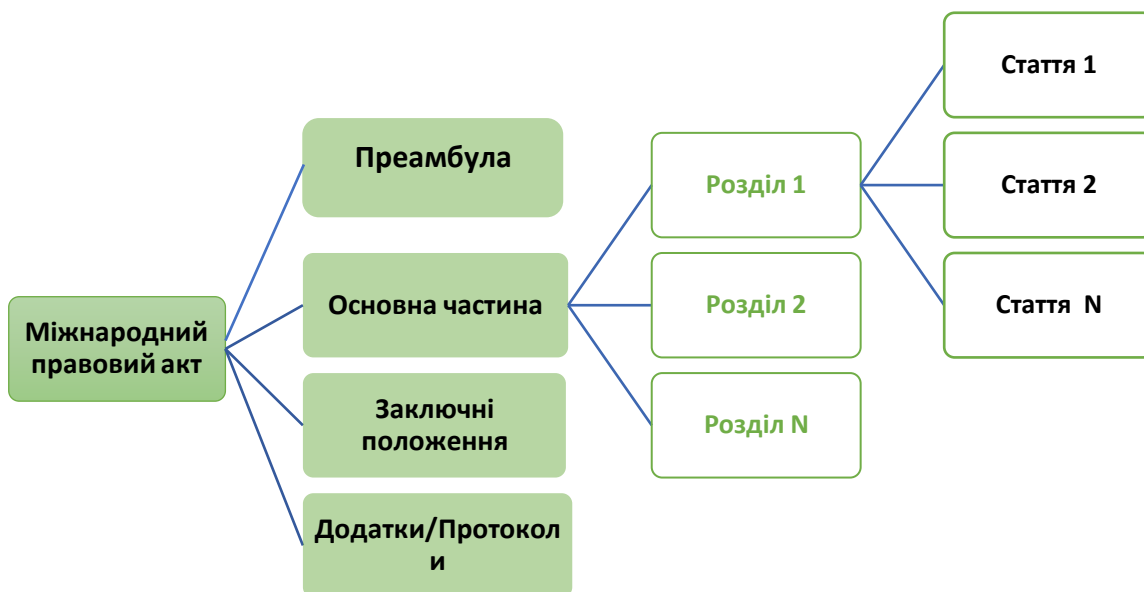 Міжнародний
правовий акт
Преамбула
Основна частина
Заключні
положення
Додатки/Протокол
и
Розділ 1
Розділ 2
Розділ N
Стаття 1
Стаття 2
Стаття N